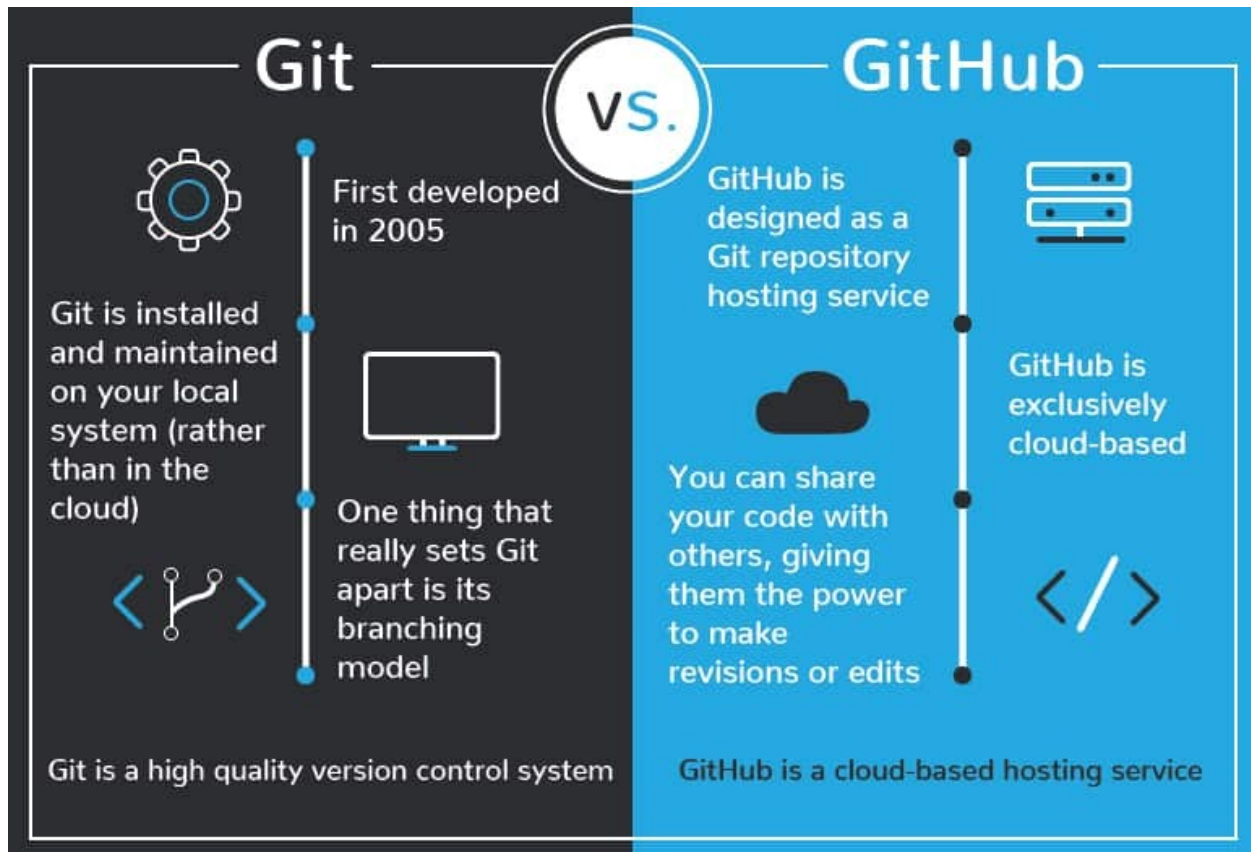 Git
vs.
GitHub
First developed
in 2005
Git is installed
and maintained
on your local
system (rather
than in the
cloud)
One thing that
really sets Git
apart is its
branching
model
Git is a high quality version control system
GitHub is
designed as a
Git repository
hosting service
GitHub is
exclusively
cloud-based
You can share
your code with
others, giving
them the power
to make
revisions or edits
GitHub is a cloud-based hosting service